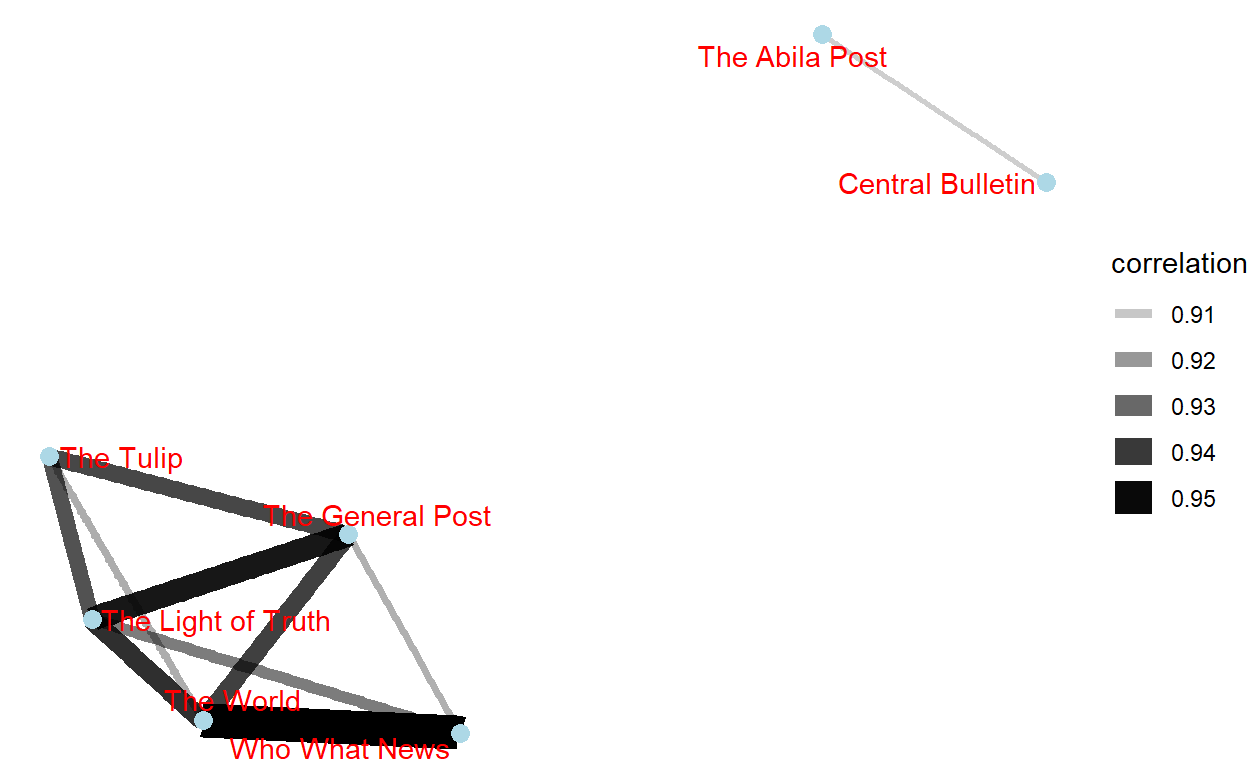 The Abila Post
Central Bulletin
correlation
0.91
0.92
0.93
0.94
0.95
The Tulip
The General Post
The Light of Truth
The World
Who What News